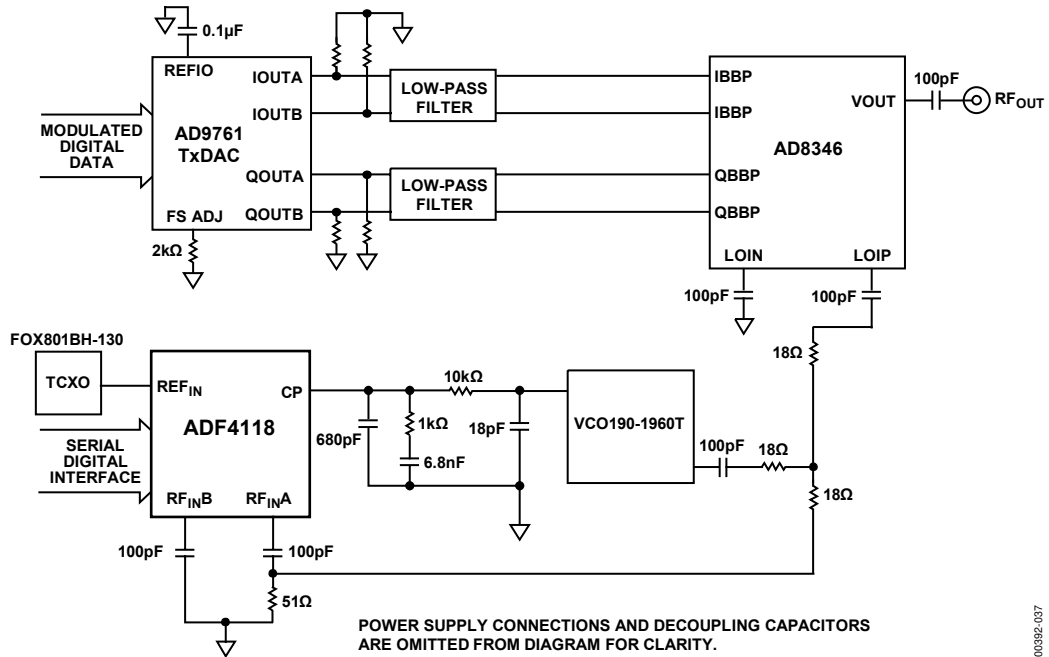 0.1µF
REFIO
IOUTA
IOUTB
AD9761
TxDAC
MODULATED
DIGITAL
DATA
QOUTA
QOUTB
FS ADJ
2kΩ
LOW-PASS
FILTER
LOW-PASS
FILTER
IBBP
IBBP
QBBP
QBBP
AD8346
VOUT
100pF
RFOUT
LOIN
LOIP
100pF
100pF
18Ω
FOX801BH-130
TCXO
REFIN
CP
ADF4118
SERIAL
DIGITAL
INTERFACE
RFINB
RFINA
100pF
100pF
51Ω
680pF
1kΩ
6.8nF
10kΩ
18pF
VCO190-1960T
100pF
18Ω
18Ω
POWER SUPPLY CONNECTIONS AND DECOUPLING CAPACITORS
ARE OMITTED FROM DIAGRAM FOR CLARITY.
00392-037